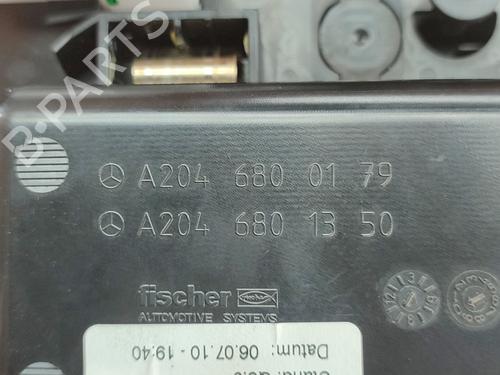 B-PARTS
A204 680 01 79
A204 680 13 50
fischer
AUTOMOTIVE SYSTEMS
Datum: 06.07.10 - 19:40